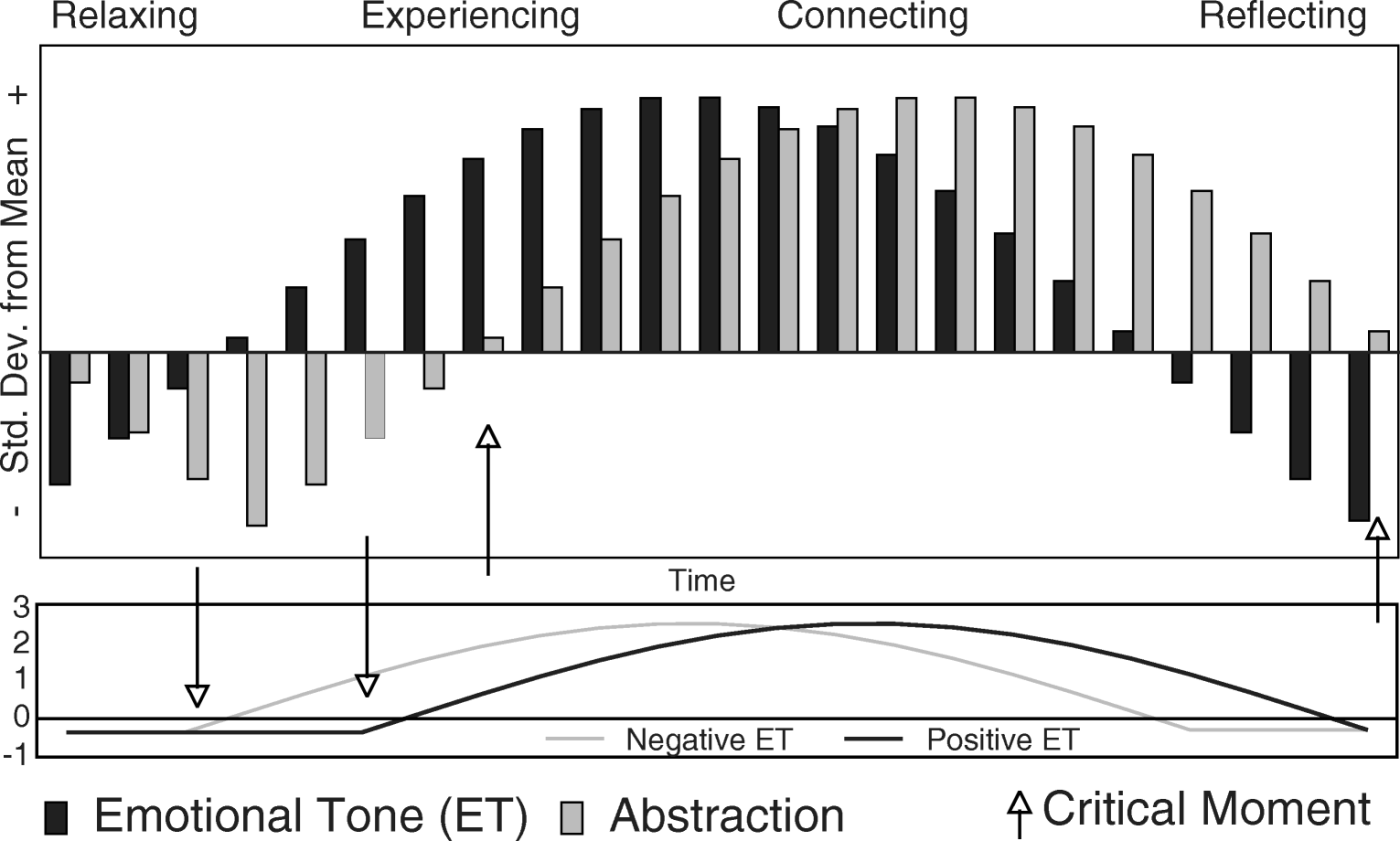 Relaxing Experiencing Connecting Reflecting
- Std. Dev. from Mean +
Time
3
2
1
0
-1
Negative ET Positive ET
Emotional Tone (ET) Abstraction Critical Moment